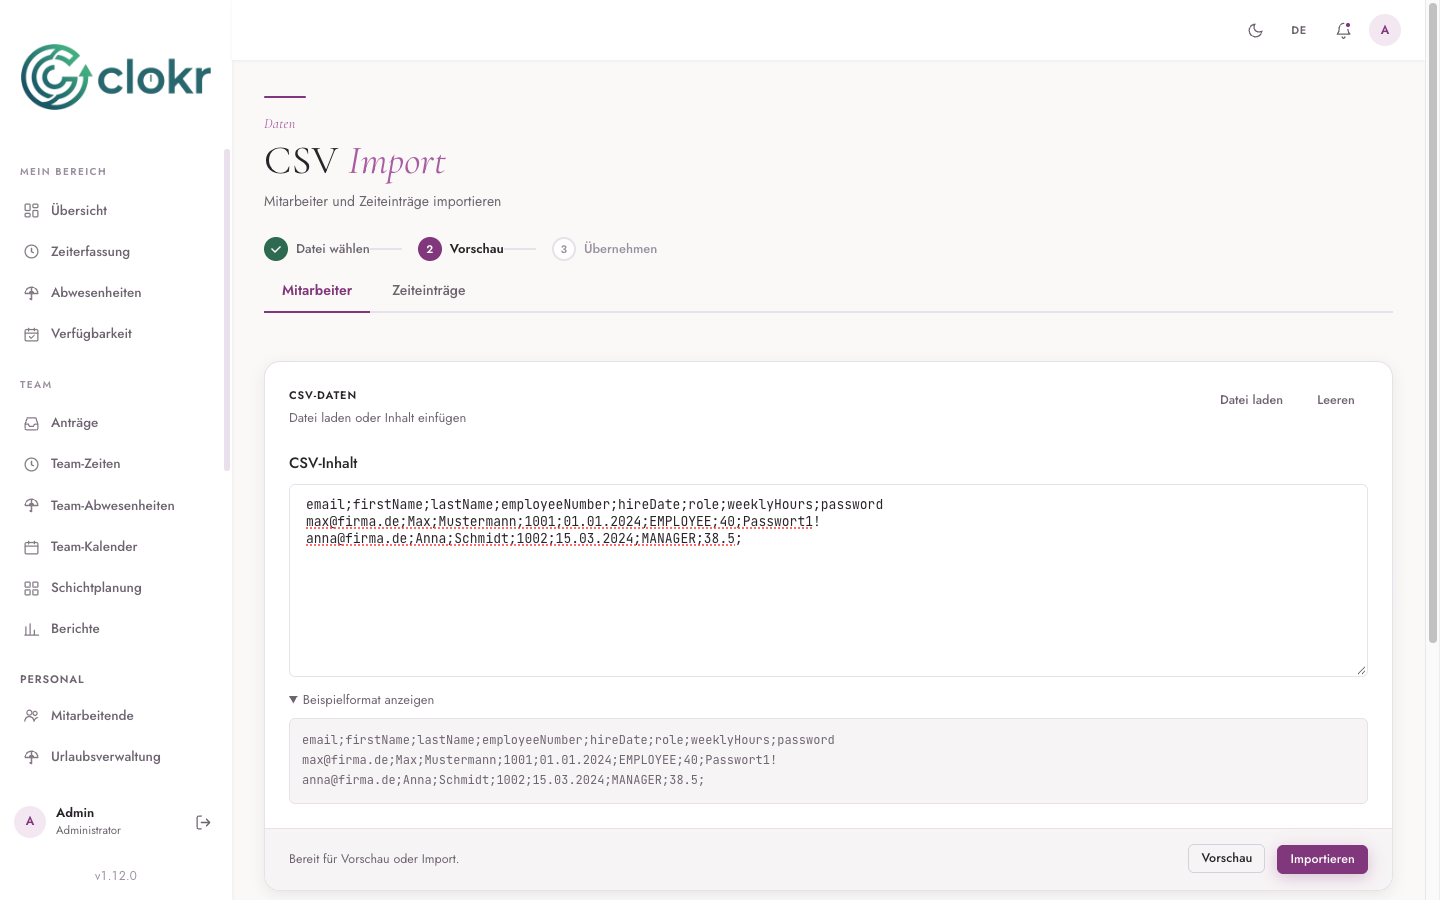 clokr
DE
A
MEIN BEREICH
Übersicht
Zeiterfassung
Abwesenheiten
Verfügbarkeit
TEAM
Anträge
Team-Zeiten
Team-Abwesenheiten
Team-Kalender
Schichtplanung
Berichte
PERSONAL
Mitarbeitende
Urlaubsverwaltung
A
Admin
Administrator
v1.12.0
Daten
CSV Import
Mitarbeiter und Zeiteinträge importieren
Datei wählen
2 Vorschau
3 Übernehmen
Mitarbeiter
Zeiteinträge
CSV-DATEN
Datei laden oder Inhalt einfügen
Datei laden
Leeren
CSV-Inhalt
email;firstName;lastName;employeeNumber;hireDate;role;weeklyHours;password
max@firma.de;Max;Mustermann;1001;01.01.2024;EMPLOYEE;40;Passwort1!
anna@firma.de;Anna;Schmidt;1002;15.03.2024;MANAGER;38.5;
▼ Beispielformat anzeigen
email;firstName;lastName;employeeNumber;hireDate;role;weeklyHours;password
max@firma.de;Max;Mustermann;1001;01.01.2024;EMPLOYEE;40;Passwort1!
anna@firma.de;Anna;Schmidt;1002;15.03.2024;MANAGER;38.5;
Bereit für Vorschau oder Import.
Vorschau
Importieren